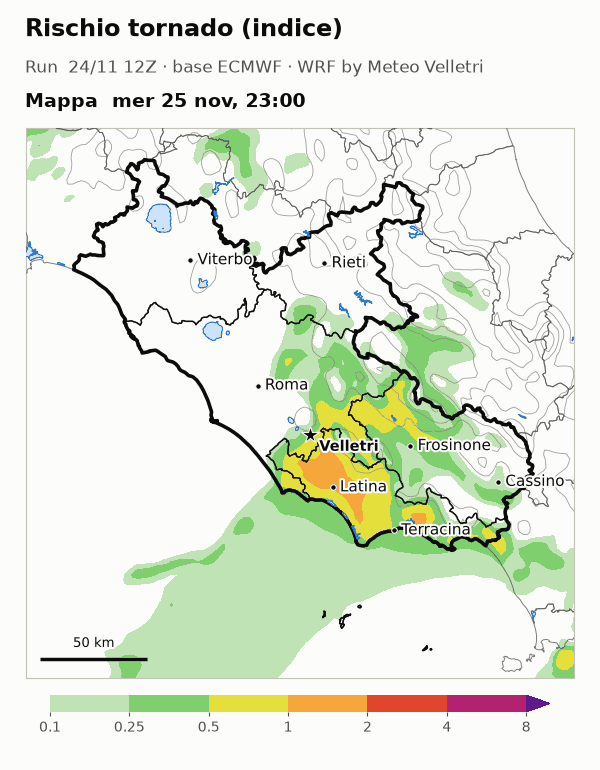 Rischio tornado (indice)
Run  24/11 12Z · base ECMWF · WRF by Meteo Velletri
Mappa  mer 25 nov, 23:00
Viterbo
Rieti
Roma
Velletri
Frosinone
Cassino
Latina
Terracina
50 km
0.1 0.25 0.5 1 2 4 8